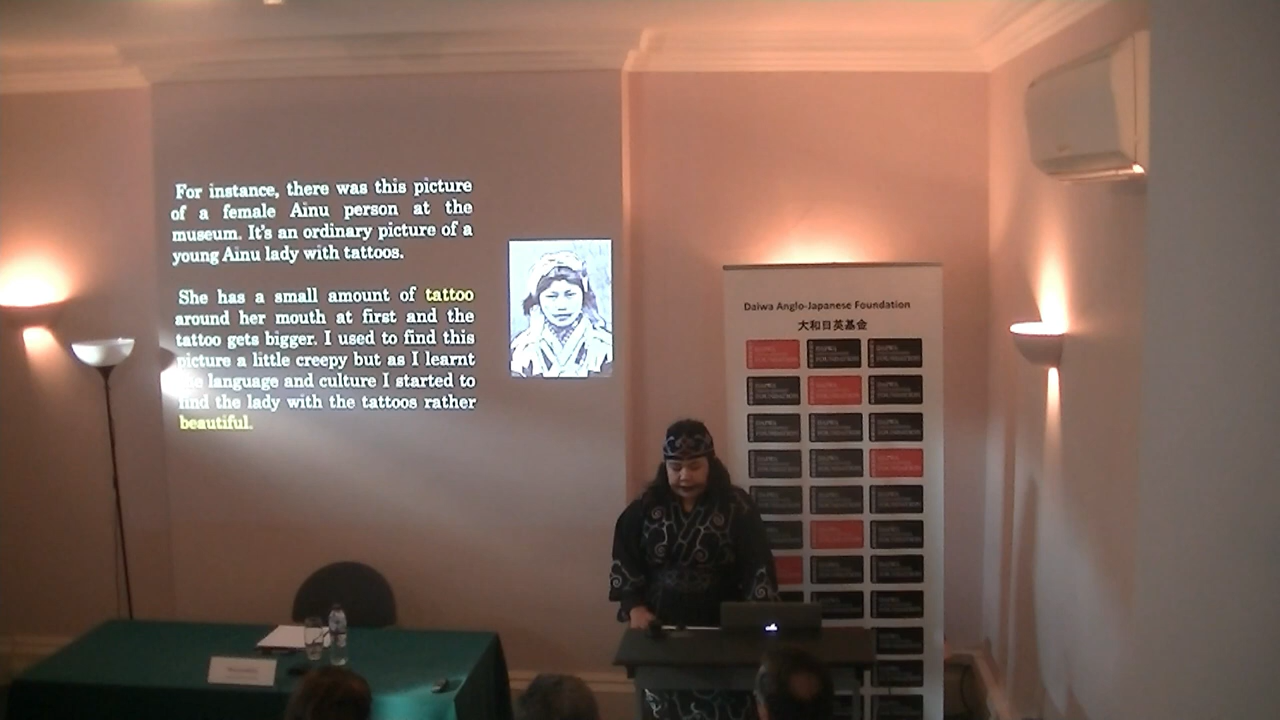 For instance, there was this picture
of a female Ainu person at the
museum. It's an ordinary picture of a
young Ainu lady with tattoos.
She has a small amount of tattoo
around her mouth at first and the
tattoo gets bigger. I used to find this
picture a little creepy but as I learnt
the language and culture I started to
find the lady with the tattoos rather
beautiful.
Daiwa Anglo-Japanese Foundation
大和日英基金